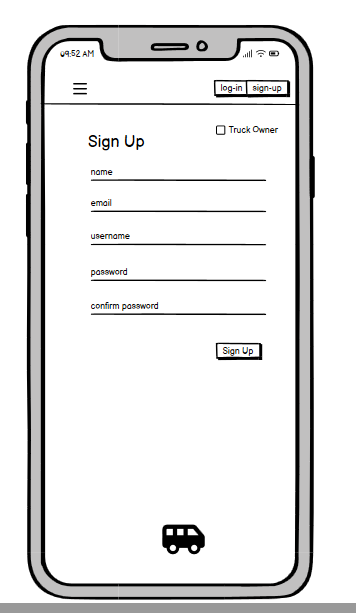 09:52 AM
log-in sign-up
Truck Owner
Sign Up
name
email
username
password
confirm password
Sign Up